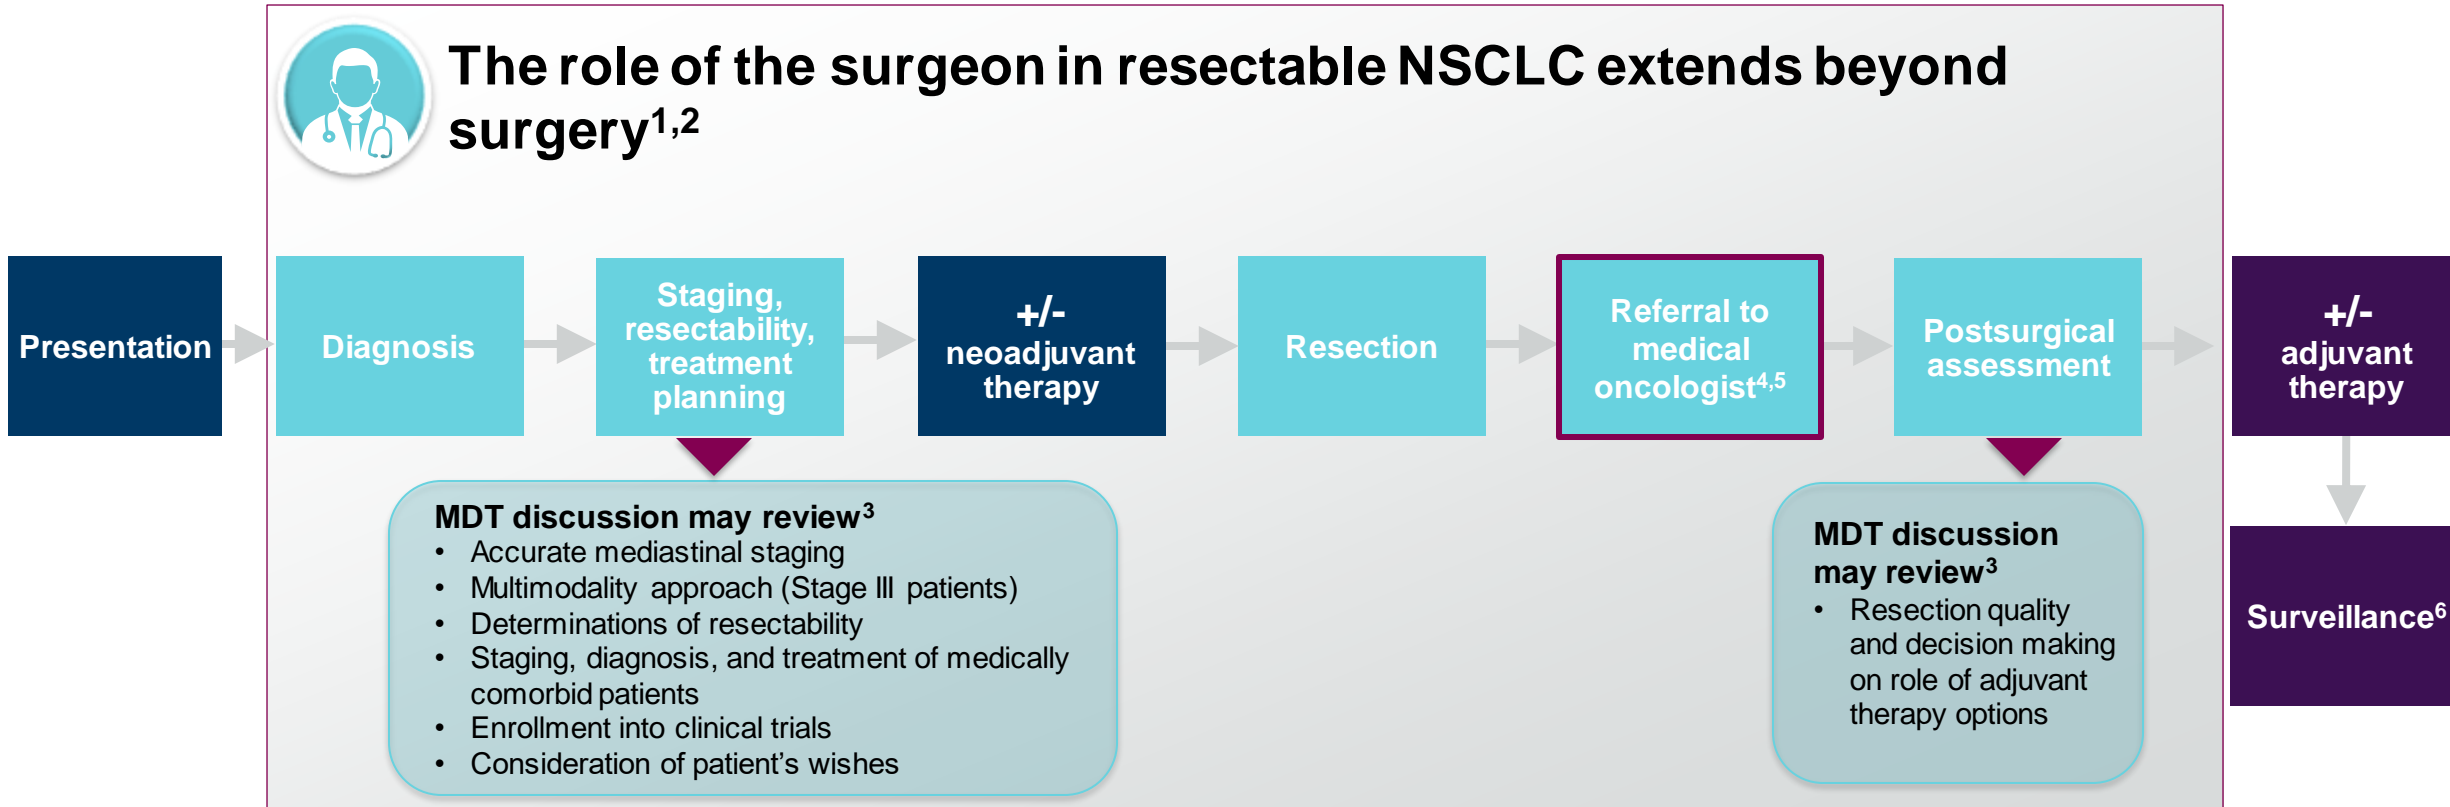 The role of the surgeon in resectable NSCLC extends beyond
surgery1,2
Presentation
Diagnosis
Staging,
resectability,
treatment
planning
+/-
neoadjuvant
therapy
Resection
Referral to
medical
oncologist4,5
Postsurgical
assessment
+/-
adjuvant
therapy
MDT discussion may review3
• Accurate mediastinal staging
• Multimodality approach (Stage III patients)
• Determinations of resectability
• Staging, diagnosis, and treatment of medically
comorbid patients
• Enrollment into clinical trials
• Consideration of patient's wishes
MDT discussion
may review3
• Resection quality
and decision making
on role of adjuvant
therapy options
Surveillance6